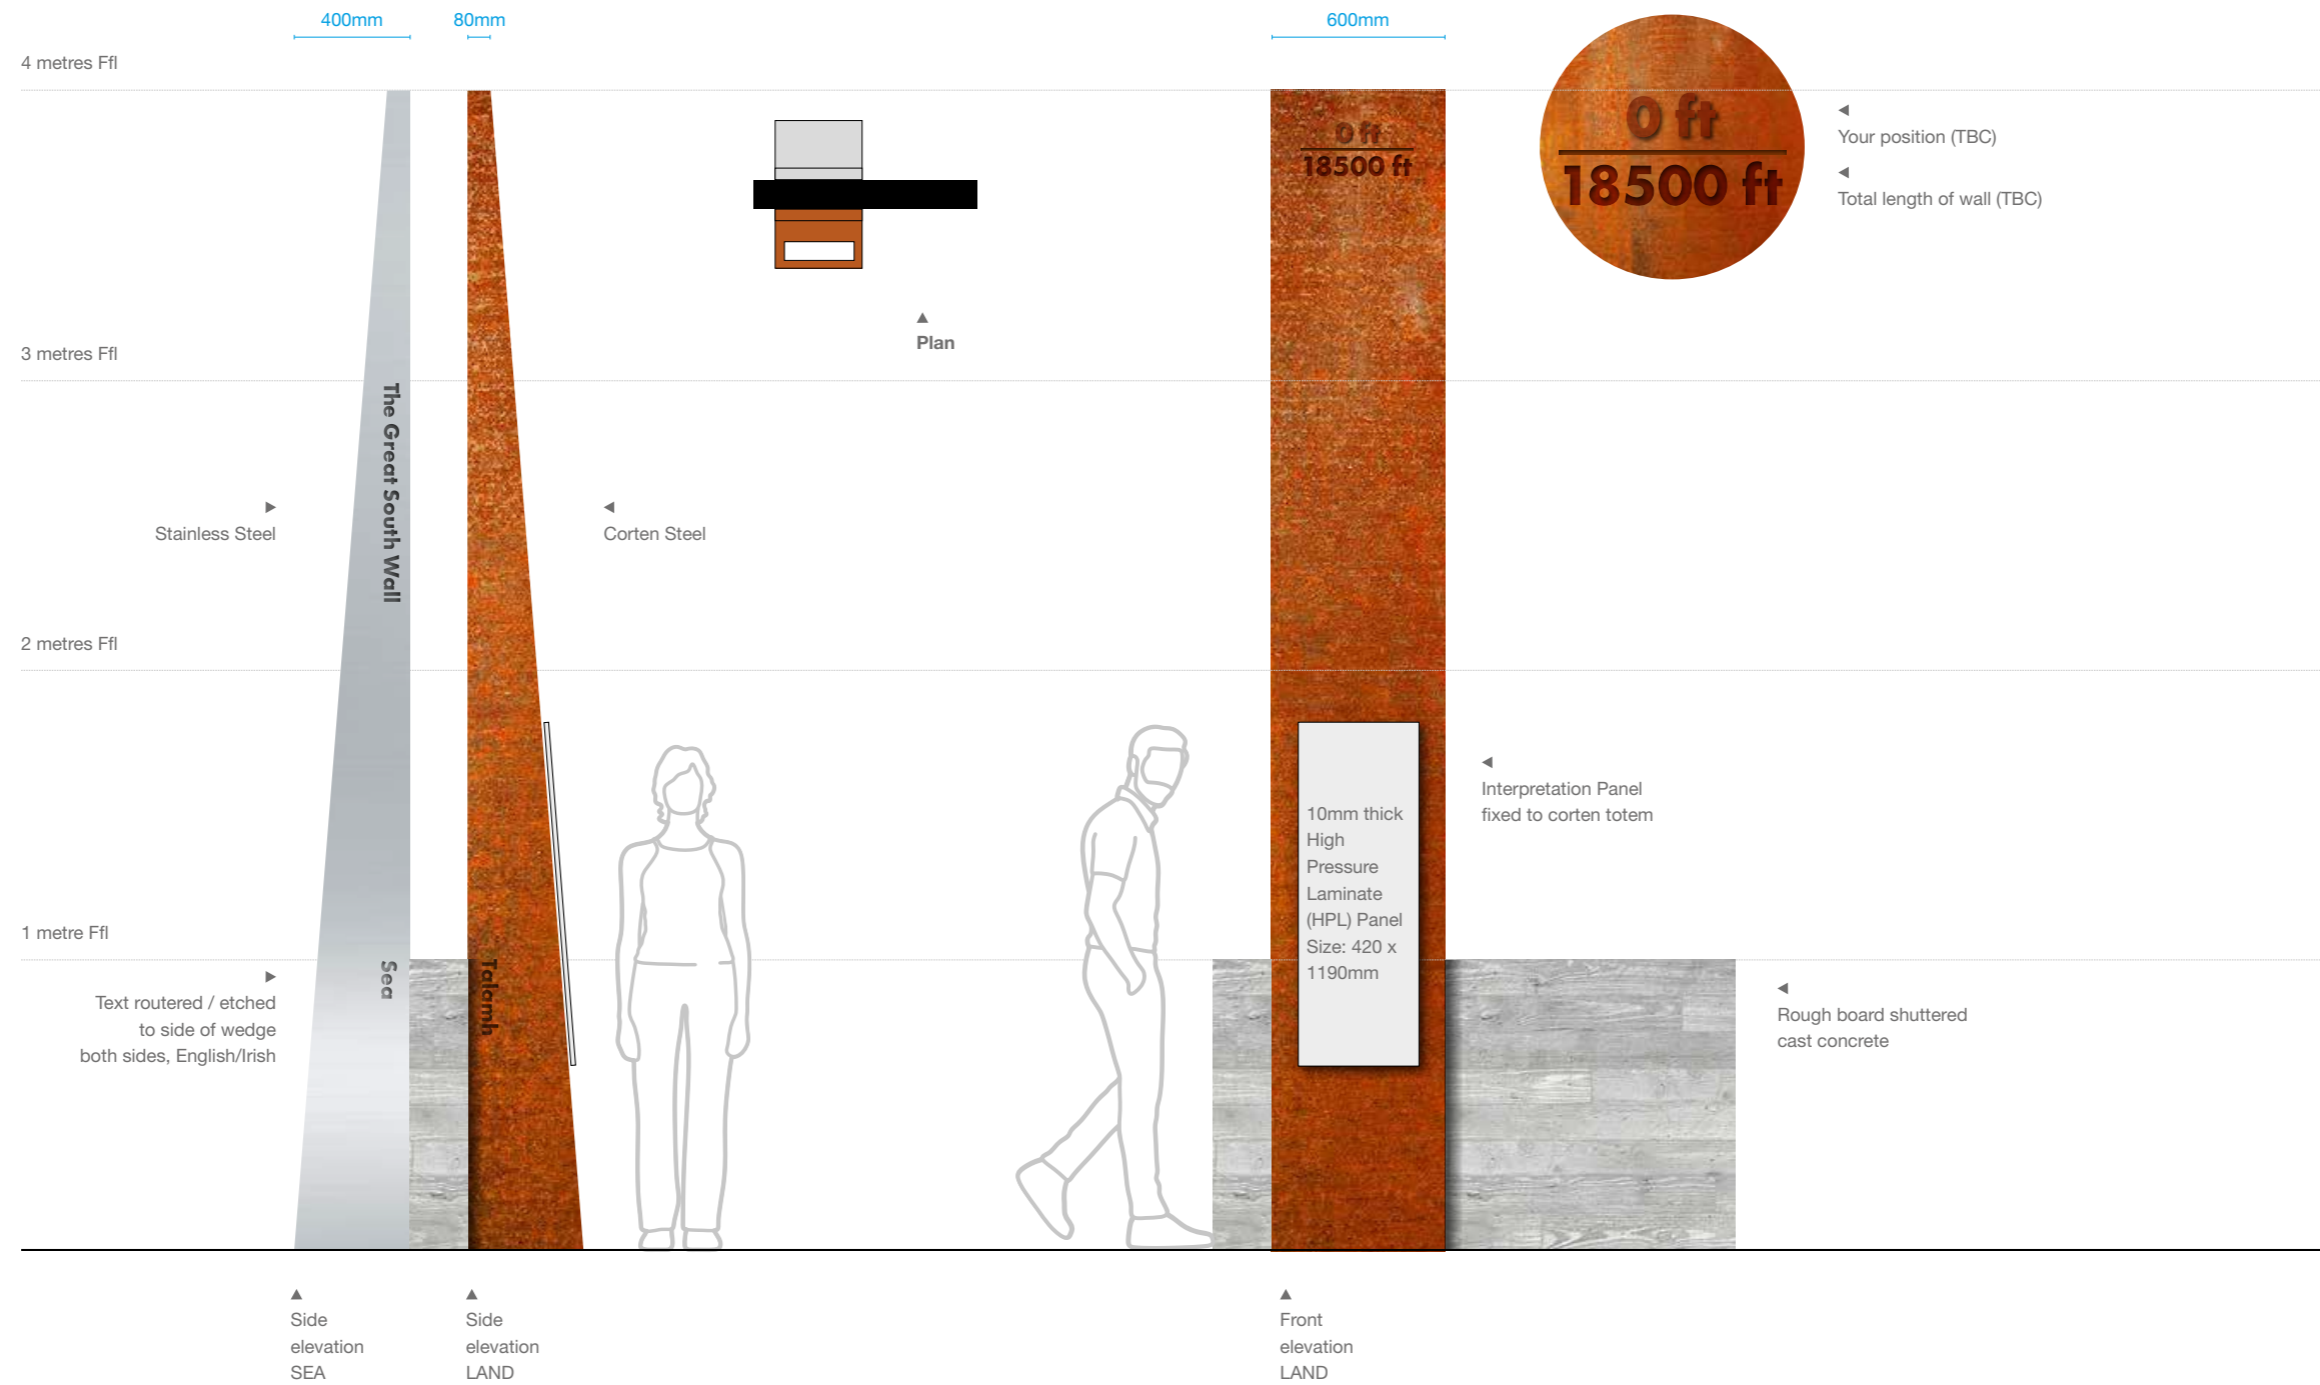 400mm
80mm
600mm
4 metres Ffl
0 ft
18500 ft
0 ft
18500 ft
Your position (TBC)
Total length of wall (TBC)
Plan
3 metres Ffl
The Great South Wall
Stainless Steel
Corten Steel
2 metres Ffl
Interpretation Panel
fixed to corten totem
10mm thick
High
Pressure
Laminate
(HPL) Panel
Size: 420 x
1190mm
1 metre Ffl
Sea
Talamh
Text routered / etched
to side of wedge
both sides, English/Irish
Rough board shuttered
cast concrete
Side
elevation
SEA
Side
elevation
LAND
Front
elevation
LAND